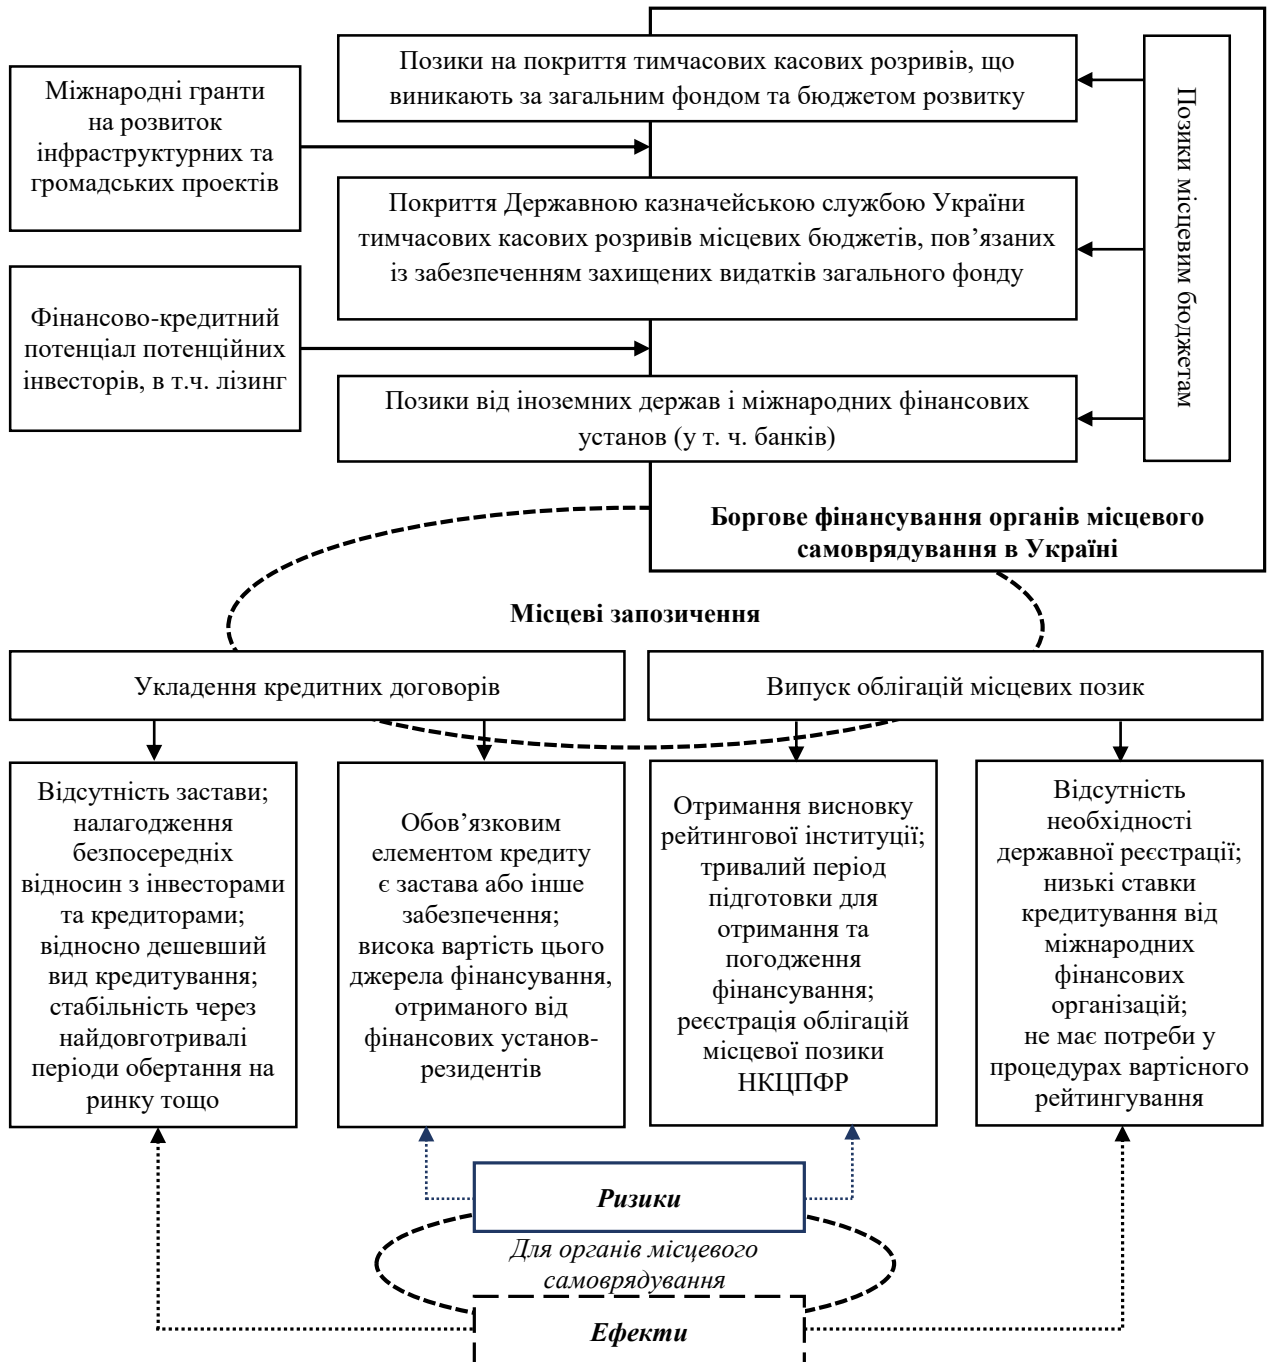 Позики на покриття тимчасових касових розривів, що
виникають за загальним фондом та бюджетом розвитку
Міжнародні гранти
на розвиток
інфраструктурних та
громадських проектів
Покриття Державною казначейською службою України
тимчасових касових розривів місцевих бюджетів, пов’язаних
із забезпеченням захищених видатків загального фонду
Позики місцевим бюджетам
Фінансово-кредитний
потенціал потенційних
інвесторів, в т.ч. лізинг
Позики від іноземних держав і міжнародних фінансових
установ (у т. ч. банків)
Боргове фінансування органів місцевого
самоврядування в Україні
Місцеві запозичення
Укладення кредитних договорів
Випуск облігацій місцевих позик
Відсутність застави;
налагодження
безпосередніх
відносин з інвесторами
та кредиторами;
відносно дешевший
вид кредитування;
стабільність через
найдовготривалі
періоди обертання на
ринку тощо
Обов’язковим
елементом кредиту
є застава або інше
забезпечення;
висока вартість цього
джерела фінансування,
отриманого від
фінансових установ-
резидентів
Отримання висновку
рейтингової інституції;
тривалий період
підготовки для
отримання та
погодження
фінансування;
реєстрація облігацій
місцевої позики
НКЦПФР
Відсутність
необхідності
державної реєстрації;
низькі ставки
кредитування від
міжнародних
фінансових
організацій;
не має потреби у
процедурах вартісного
рейтингування
Ризики
Для органів місцевого
самоврядування
Ефекти